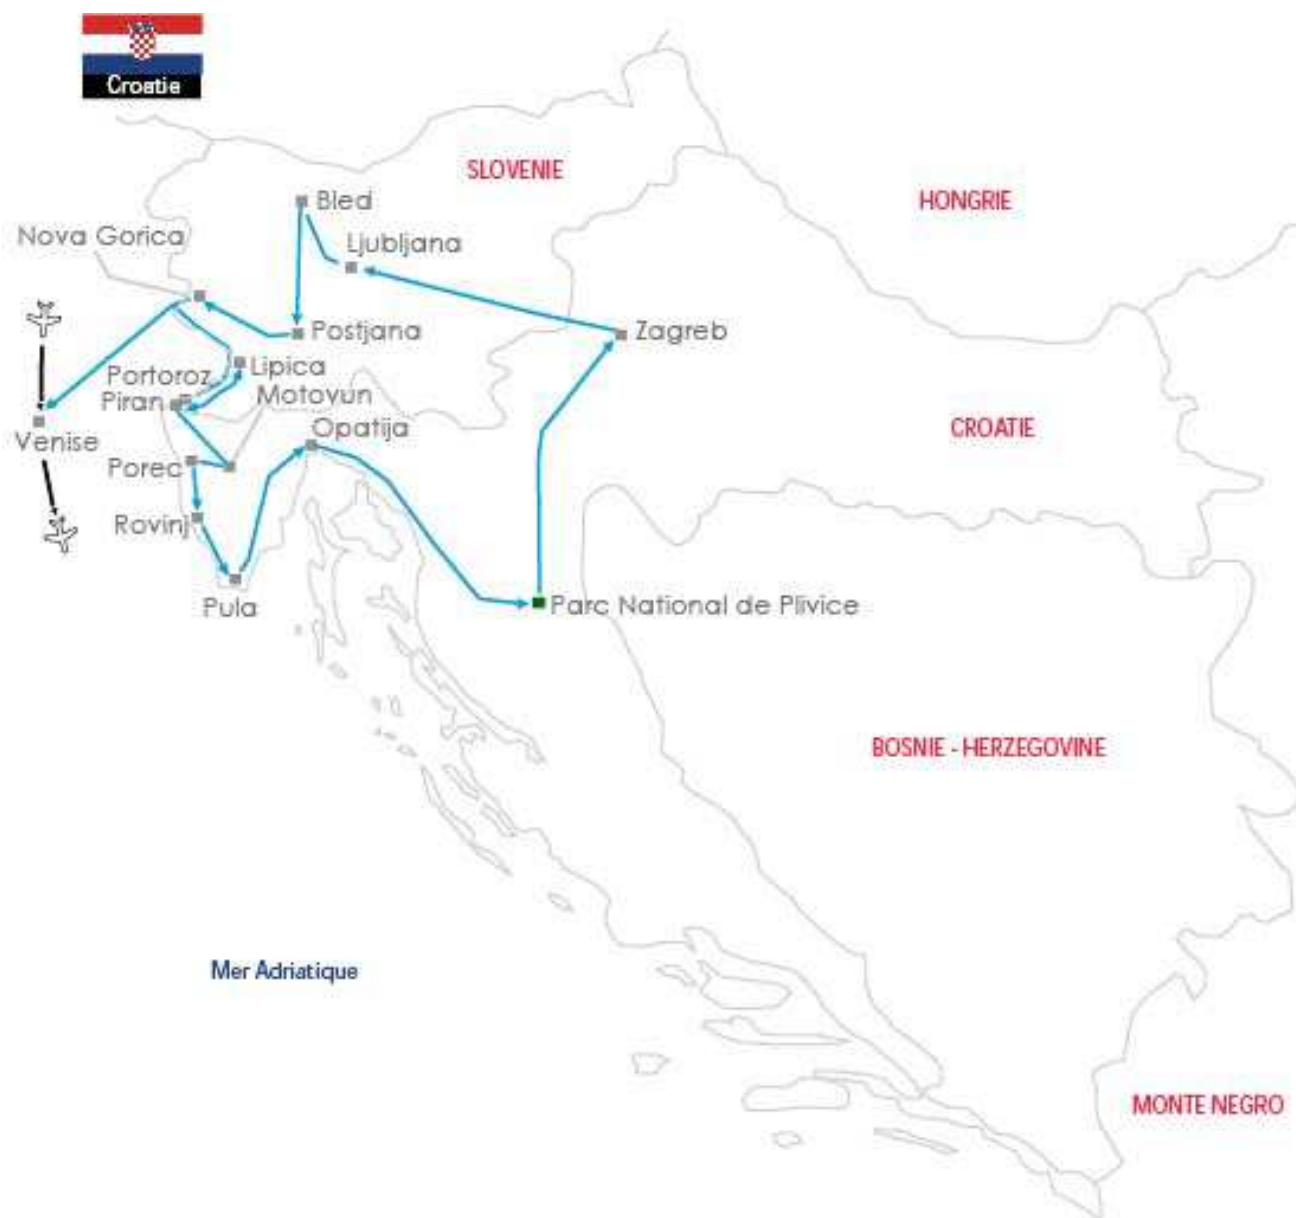 Croatie
SLOVENIE
HONGRIE
Bled
Nova Gorica
Ljubljana
Postjana
Zagreb
Portoroz
Lipica
Piran
Motovun
Venise
Opatija
CROATIE
Porec
Rovinj
Pula
Parc National de Plivice
BOSNIE - HERZEGOVINE
Mer Adriatique
MONTE NEGRO